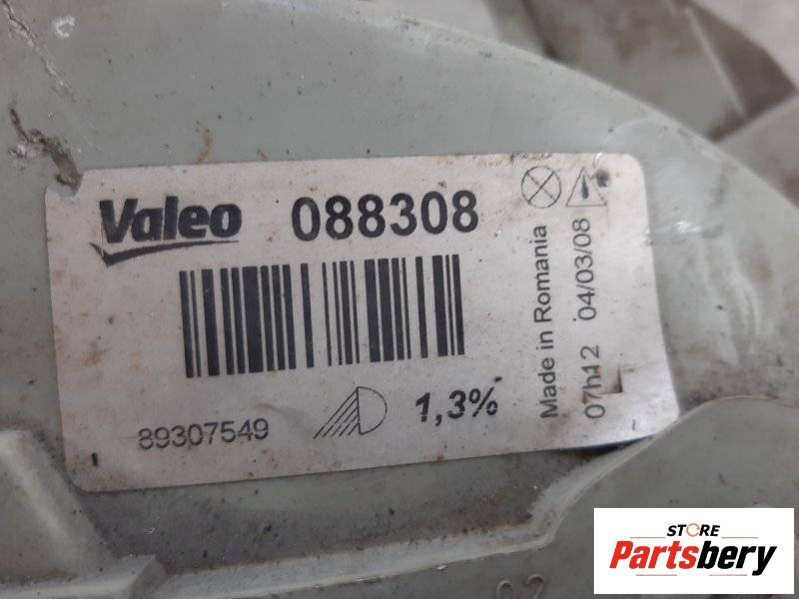 Valeo 088308
89307549
1,3%
Made in Romania
07h12 04/03/08
STORE
Partsbery